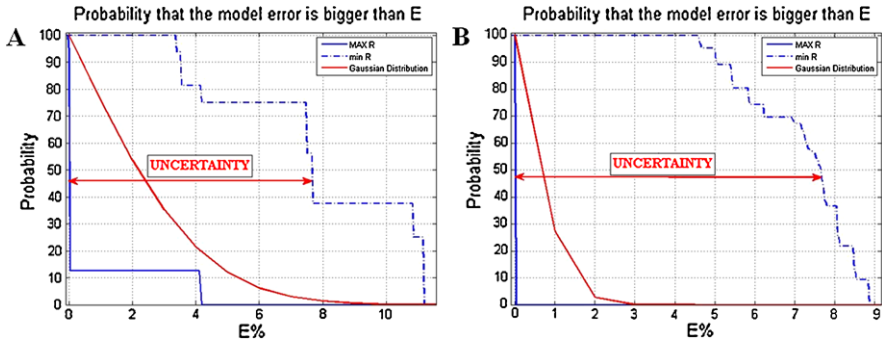 A
Probability that the model error is bigger than E
MAX R
min R
Gaussian Distribution
UNCERTAINTY
Probability
100
90
80
70
60
50
40
30
20
10
0
0 2 4 6 8 10
E%
B
Probability that the model error is bigger than E
MAX R
min R
Gaussian Distribution
UNCERTAINTY
Probability
100
90
80
70
60
50
40
30
20
10
0
0 1 2 3 4 5 6 7 8 9
E%